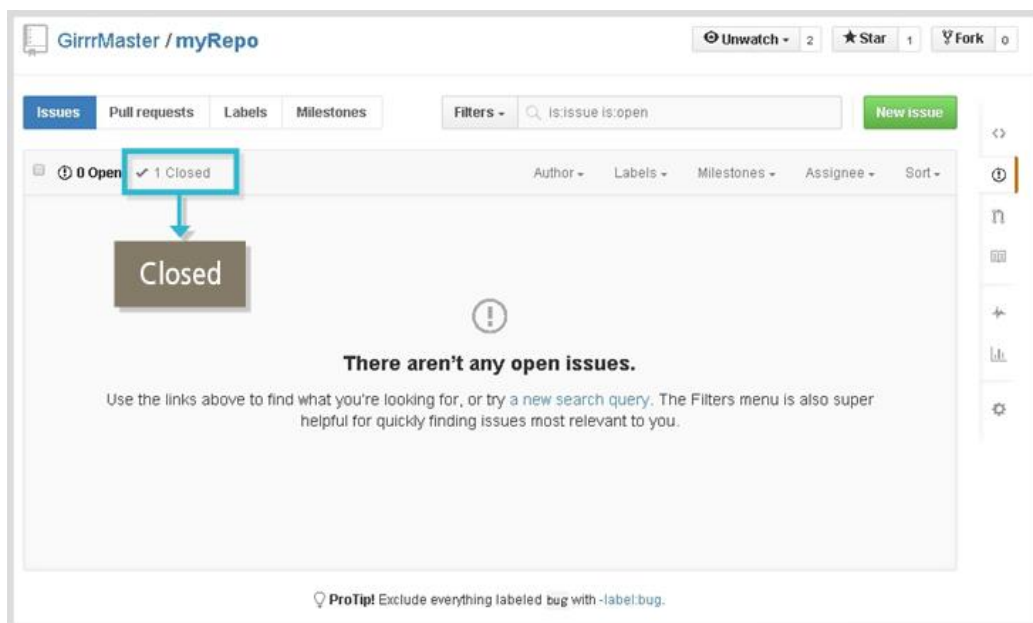 GirrrMaster / myRepo
Unwatch 2 Star 1 Fork 0
Issues Pull requests Labels Milestones Filters is:issue is:open New issue
0 Open 1 Closed Author Labels Milestones Assignee Sort
Closed
There aren't any open issues.
Use the links above to find what you're looking for, or try a new search query. The Filters menu is also super
helpful for quickly finding issues most relevant to you.
ProTip! Exclude everything labeled bug with -label:bug.